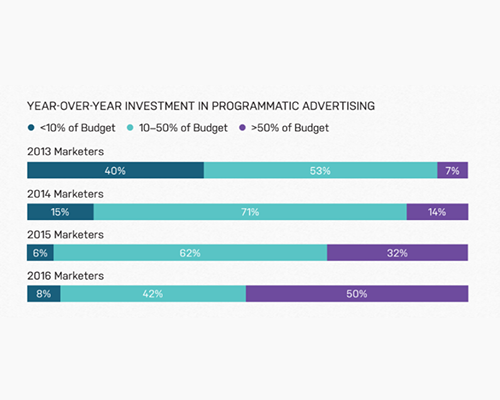 YEAR-OVER-YEAR INVESTMENT IN PROGRAMMATIC ADVERTISING
<10% of Budget 10–50% of Budget >50% of Budget
2013 Marketers
40% 53% 7%
2014 Marketers
15% 71% 14%
2015 Marketers
6% 62% 32%
2016 Marketers
8% 42% 50%